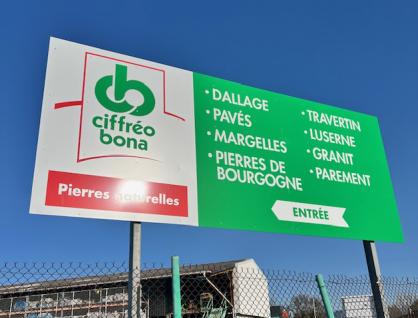 ciffréo
bona
Pierres naturelles
• DALLAGE
• PAVÉS
• MARGELLES
• PIERRES DE
BOURGOGNE
• TRAVERTIN
• LUSERNE
• GRANIT
• PAREMENT
ENTRÉE